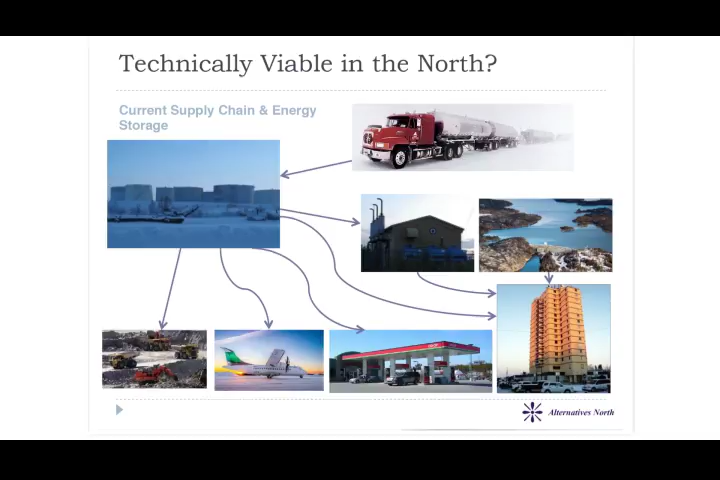 Technically Viable in the North?
Current Supply Chain & Energy
Storage
Alternatives North